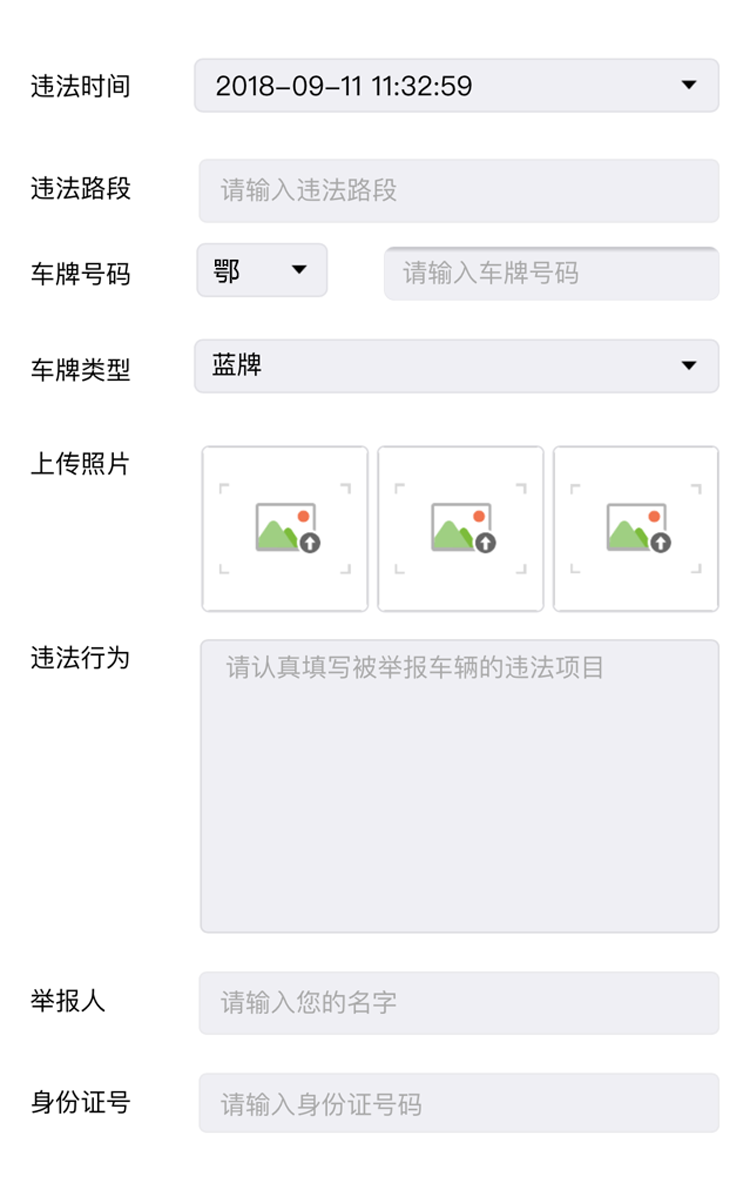 违法时间 2018-09-11 11:32:59
违法路段 请输入违法路段
车牌号码 鄂 请输入车牌号码
车牌类型 蓝牌
上传照片
违法行为 请认真填写被举报车辆的违法项目
举报人 请输入您的名字
身份证号 请输入身份证号码